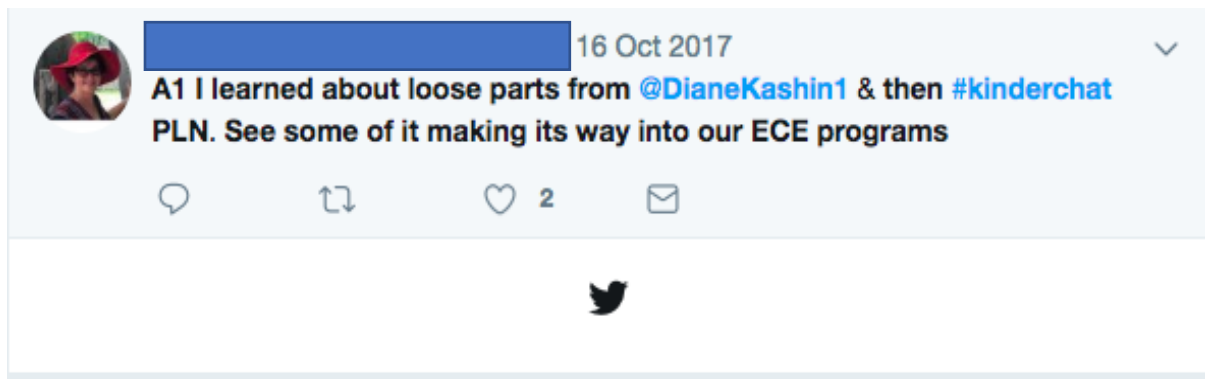 16 Oct 2017
A1 I learned about loose parts from @DianeKashin1 & then #kinderchat
PLN. See some of it making its way into our ECE programs
2